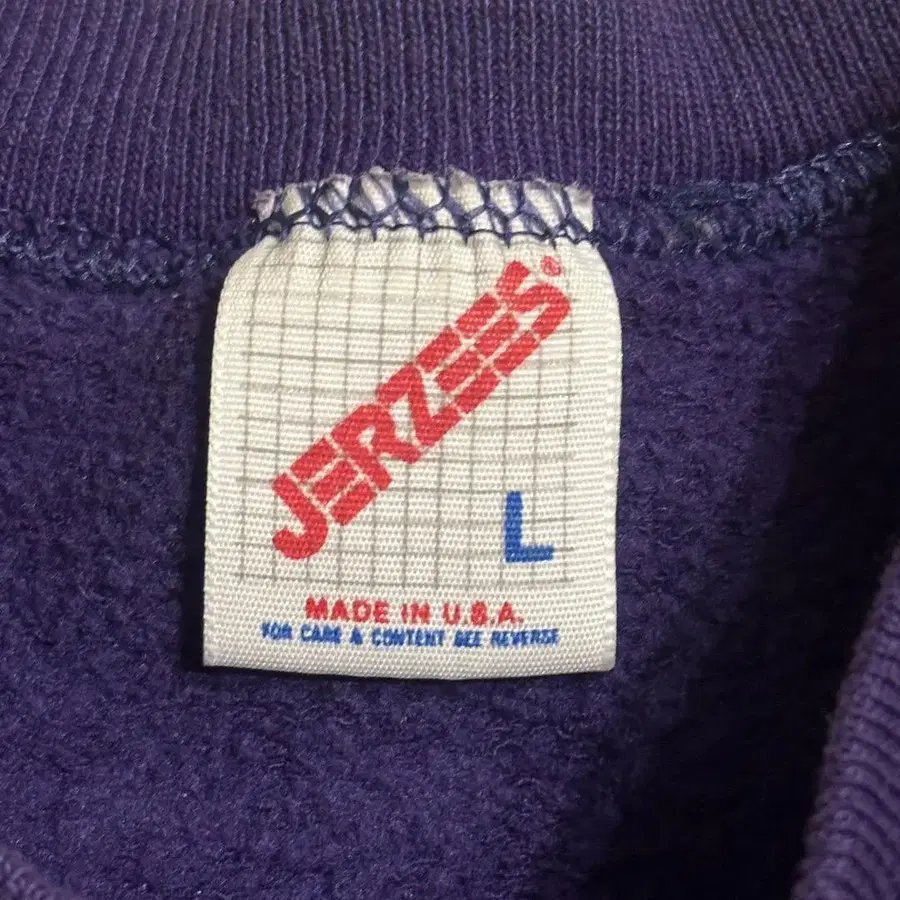 JERZEES®
L
MADE IN U.S.A.
FOR CARE & CONTENT SEE REVERSE